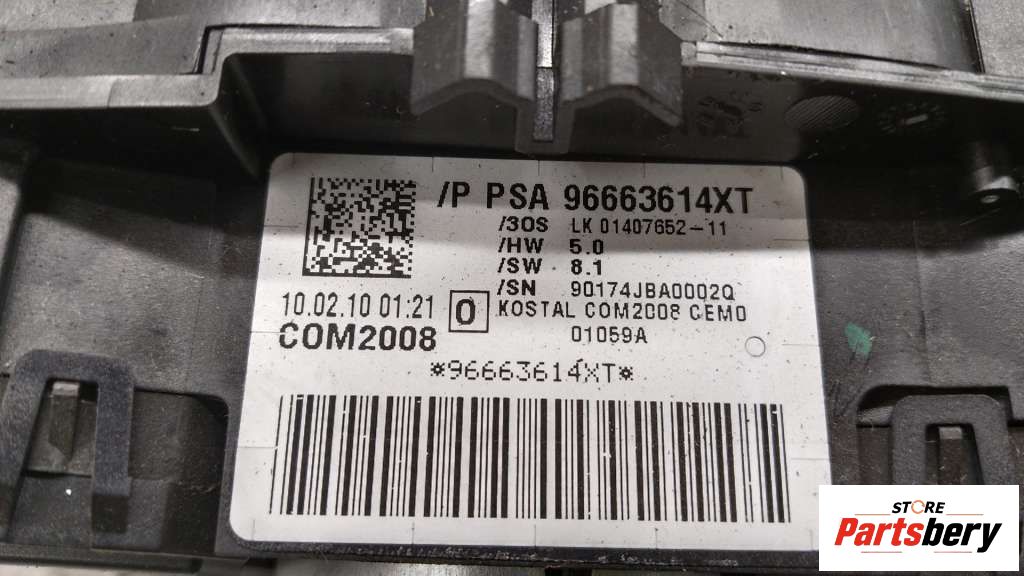 /P PSA 96663614XT
/3OS LK 01407652-11
/HW 5.0
/SW 8.1
/SN 90174JBA0002Q
10.02.10 01:21 0 KOSTAL COM2008 CEM0
COM2008 01059A
*96663614XT*
STORE
Partsbery